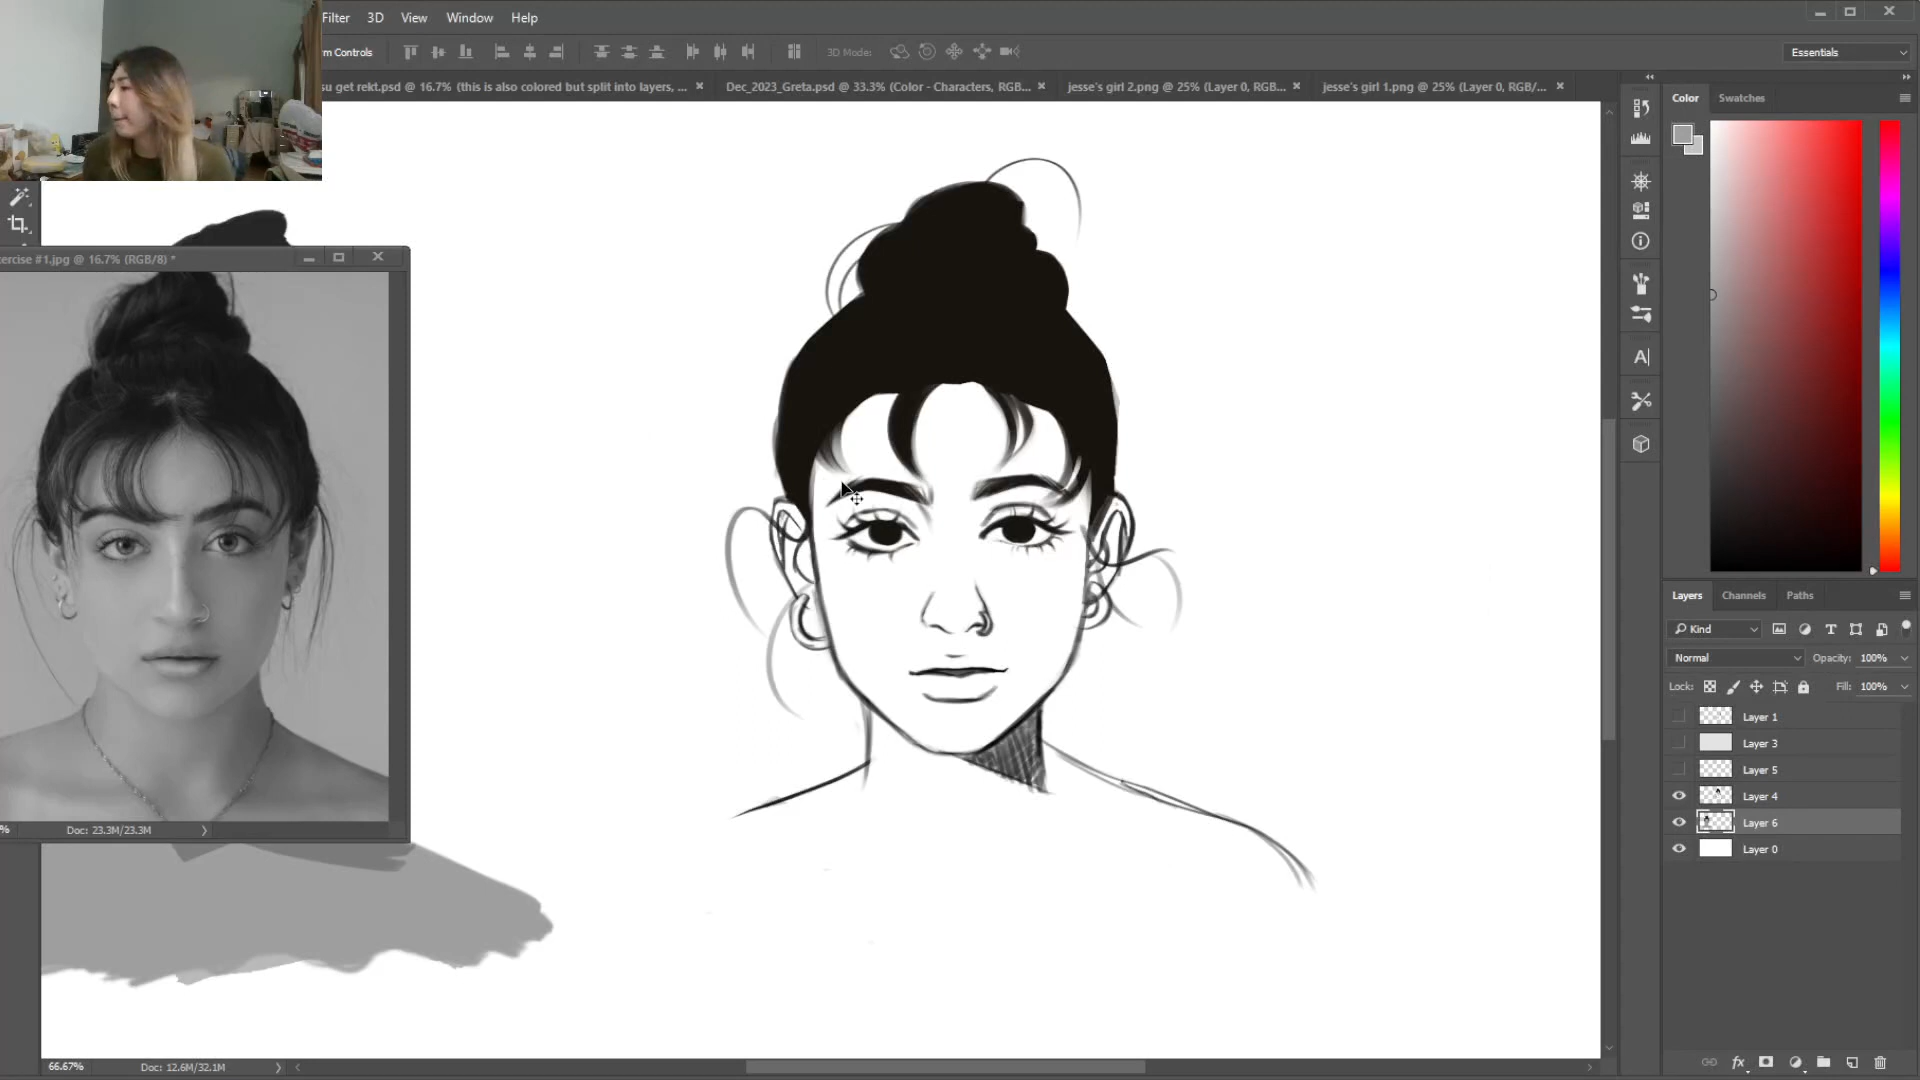 Filter 3D View Window Help
rm Controls
3D Mode:
Essentials
su get rekt.psd @ 16.7% (this is also colored but split into layers, ...
Dec_2023_Greta.psd @ 33.3% (Color - Characters, RGB...
jesse's girl 2.png @ 25% (Layer 0, RGB...
jesse's girl 1.png @ 25% (Layer 0, RGB/...
Color Swatches
ercise #1.jpg @ 16.7% (RGB/8) *
% Doc: 23.3M/23.3M
Layers Channels Paths
Kind
Normal Opacity: 100%
Lock: Fill: 100%
Layer 1
Layer 3
Layer 5
Layer 4
Layer 6
Layer 0
fx
66.67% Doc: 12.6M/32.1M